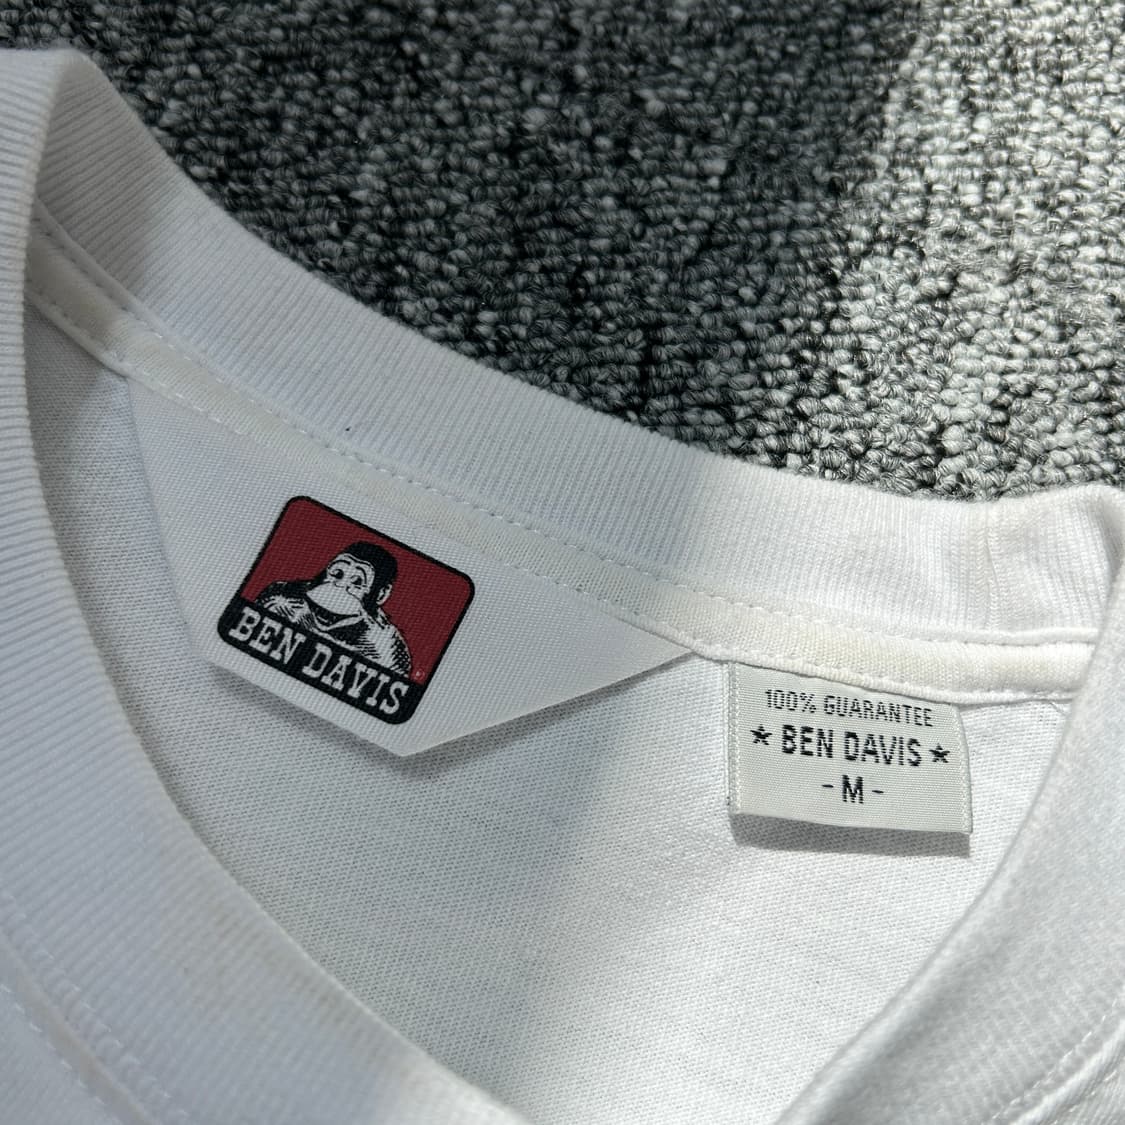 BEN DAVIS
100% GUARANTEE
★ BEN DAVIS ★
- M -